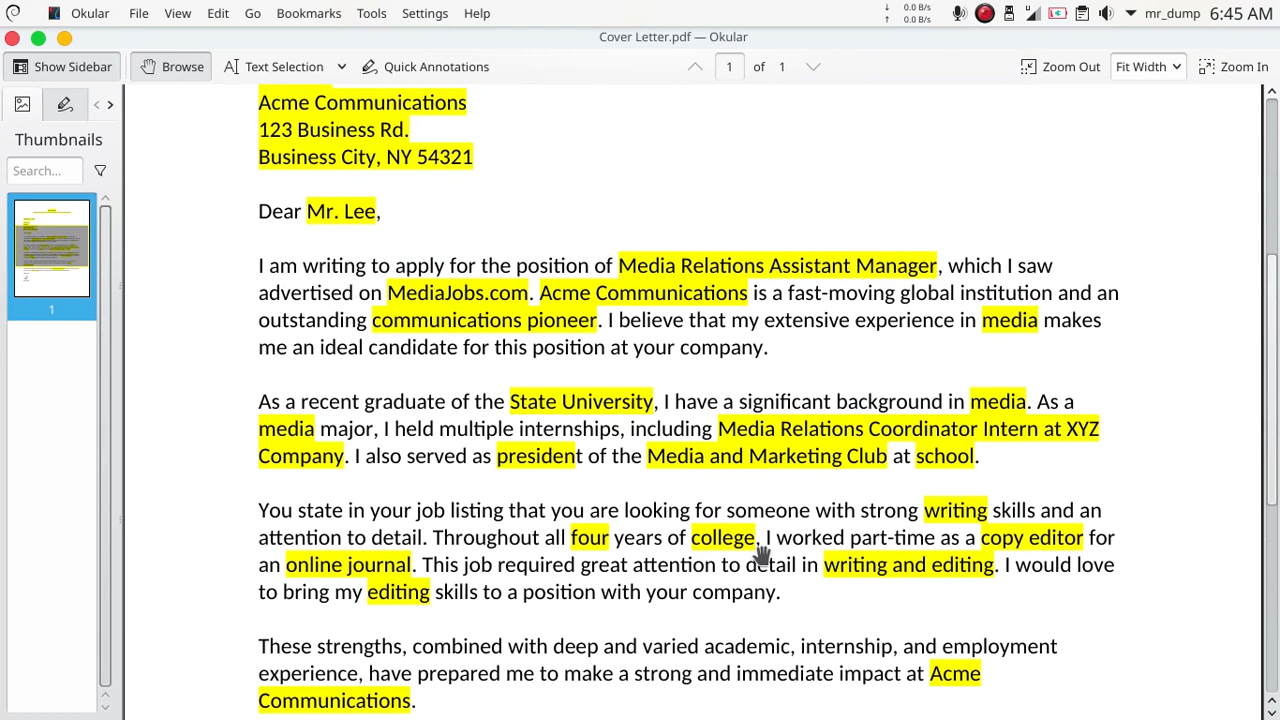 Okular File View Edit Go Bookmarks Tools Settings Help 0.0 B/s 0.0 B/s mr_dump 6:45 AM
Cover Letter.pdf — Okular
Show Sidebar Browse Text Selection Quick Annotations 1 of 1 Zoom Out Fit Width Zoom In
Thumbnails
Search...
1
Acme Communications
123 Business Rd.
Business City, NY 54321
Dear Mr. Lee,
I am writing to apply for the position of Media Relations Assistant Manager, which I saw
advertised on MediaJobs.com. Acme Communications is a fast-moving global institution and an
outstanding communications pioneer. I believe that my extensive experience in media makes
me an ideal candidate for this position at your company.
As a recent graduate of the State University, I have a significant background in media. As a
media major, I held multiple internships, including Media Relations Coordinator Intern at XYZ
Company. I also served as president of the Media and Marketing Club at school.
You state in your job listing that you are looking for someone with strong writing skills and an
attention to detail. Throughout all four years of college, I worked part-time as a copy editor for
an online journal. This job required great attention to detail in writing and editing. I would love
to bring my editing skills to a position with your company.
These strengths, combined with deep and varied academic, internship, and employment
experience, have prepared me to make a strong and immediate impact at Acme
Communications.